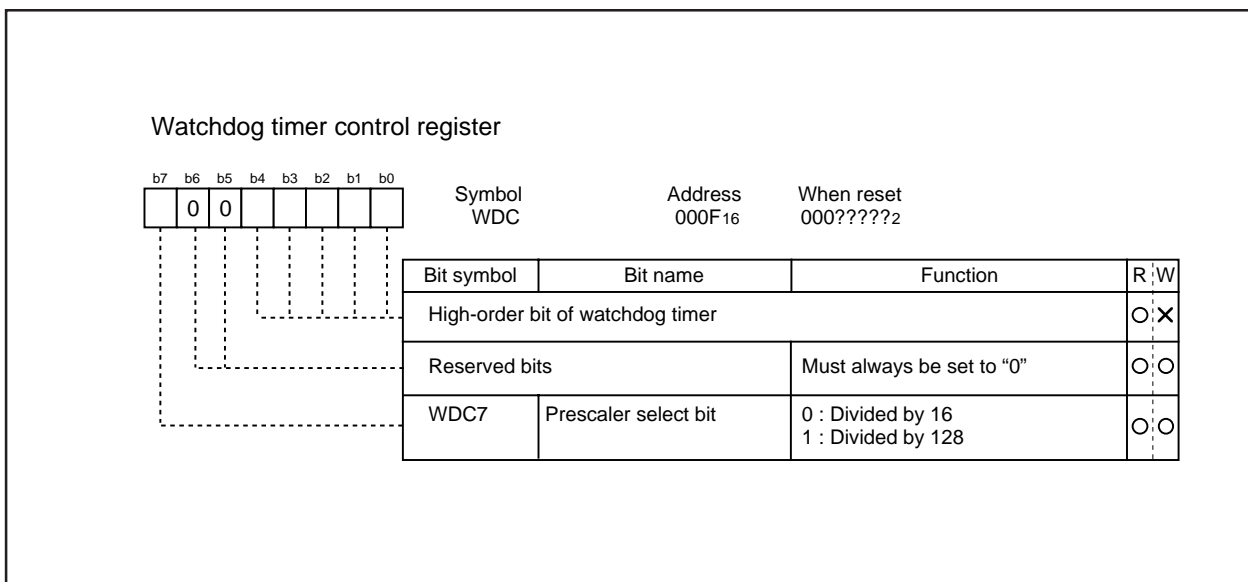 Watchdog timer control register
b7 b6 b5 b4 b3 b2 b1 b0
0 0
Symbol Address When reset
WDC 000F16 000?????2
Bit symbol Bit name Function R W
High-order bit of watchdog timer
Reserved bits Must always be set to “0”
WDC7 Prescaler select bit 0 : Divided by 16
1 : Divided by 128